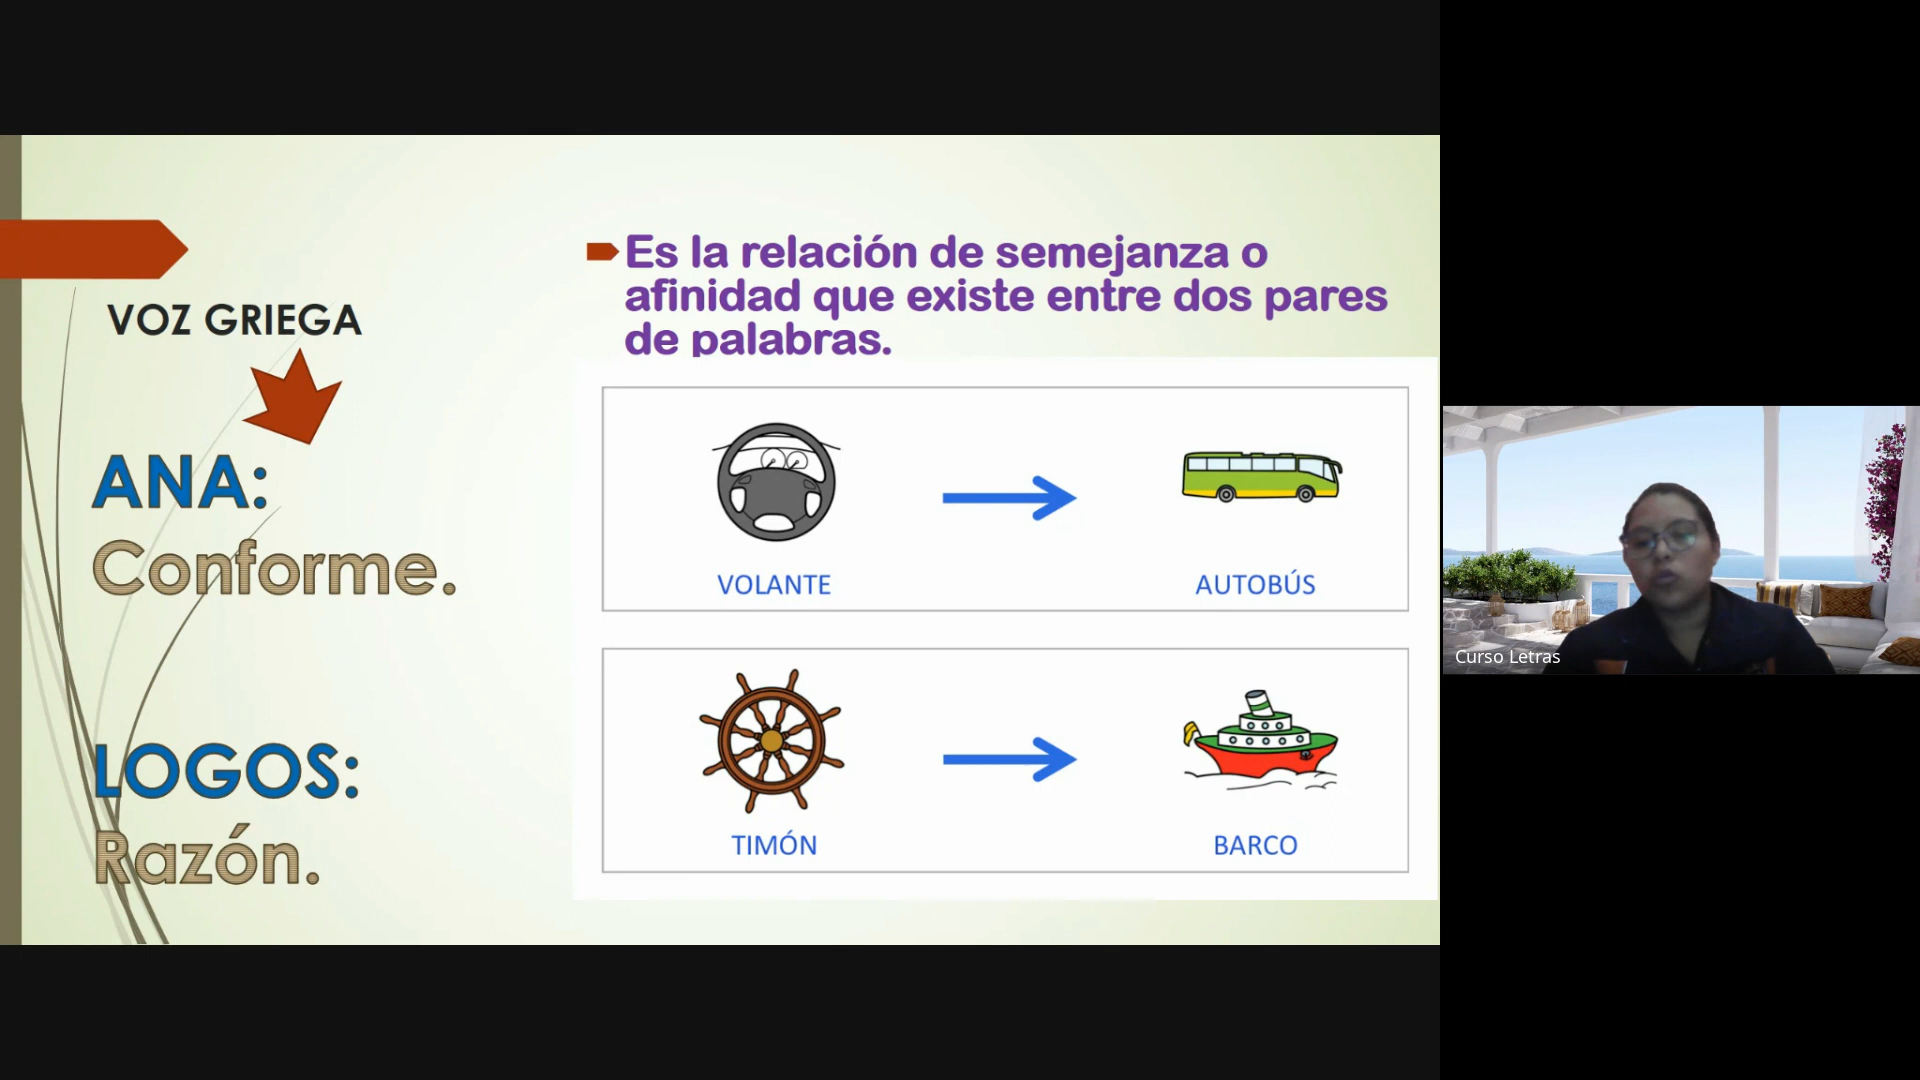 VOZ GRIEGA
ANA:
Conforme.
LOGOS:
Razón.
Es la relación de semejanza o
afinidad que existe entre dos pares
de palabras.
VOLANTE
AUTOBÚS
TIMÓN
BARCO
Curso Letras